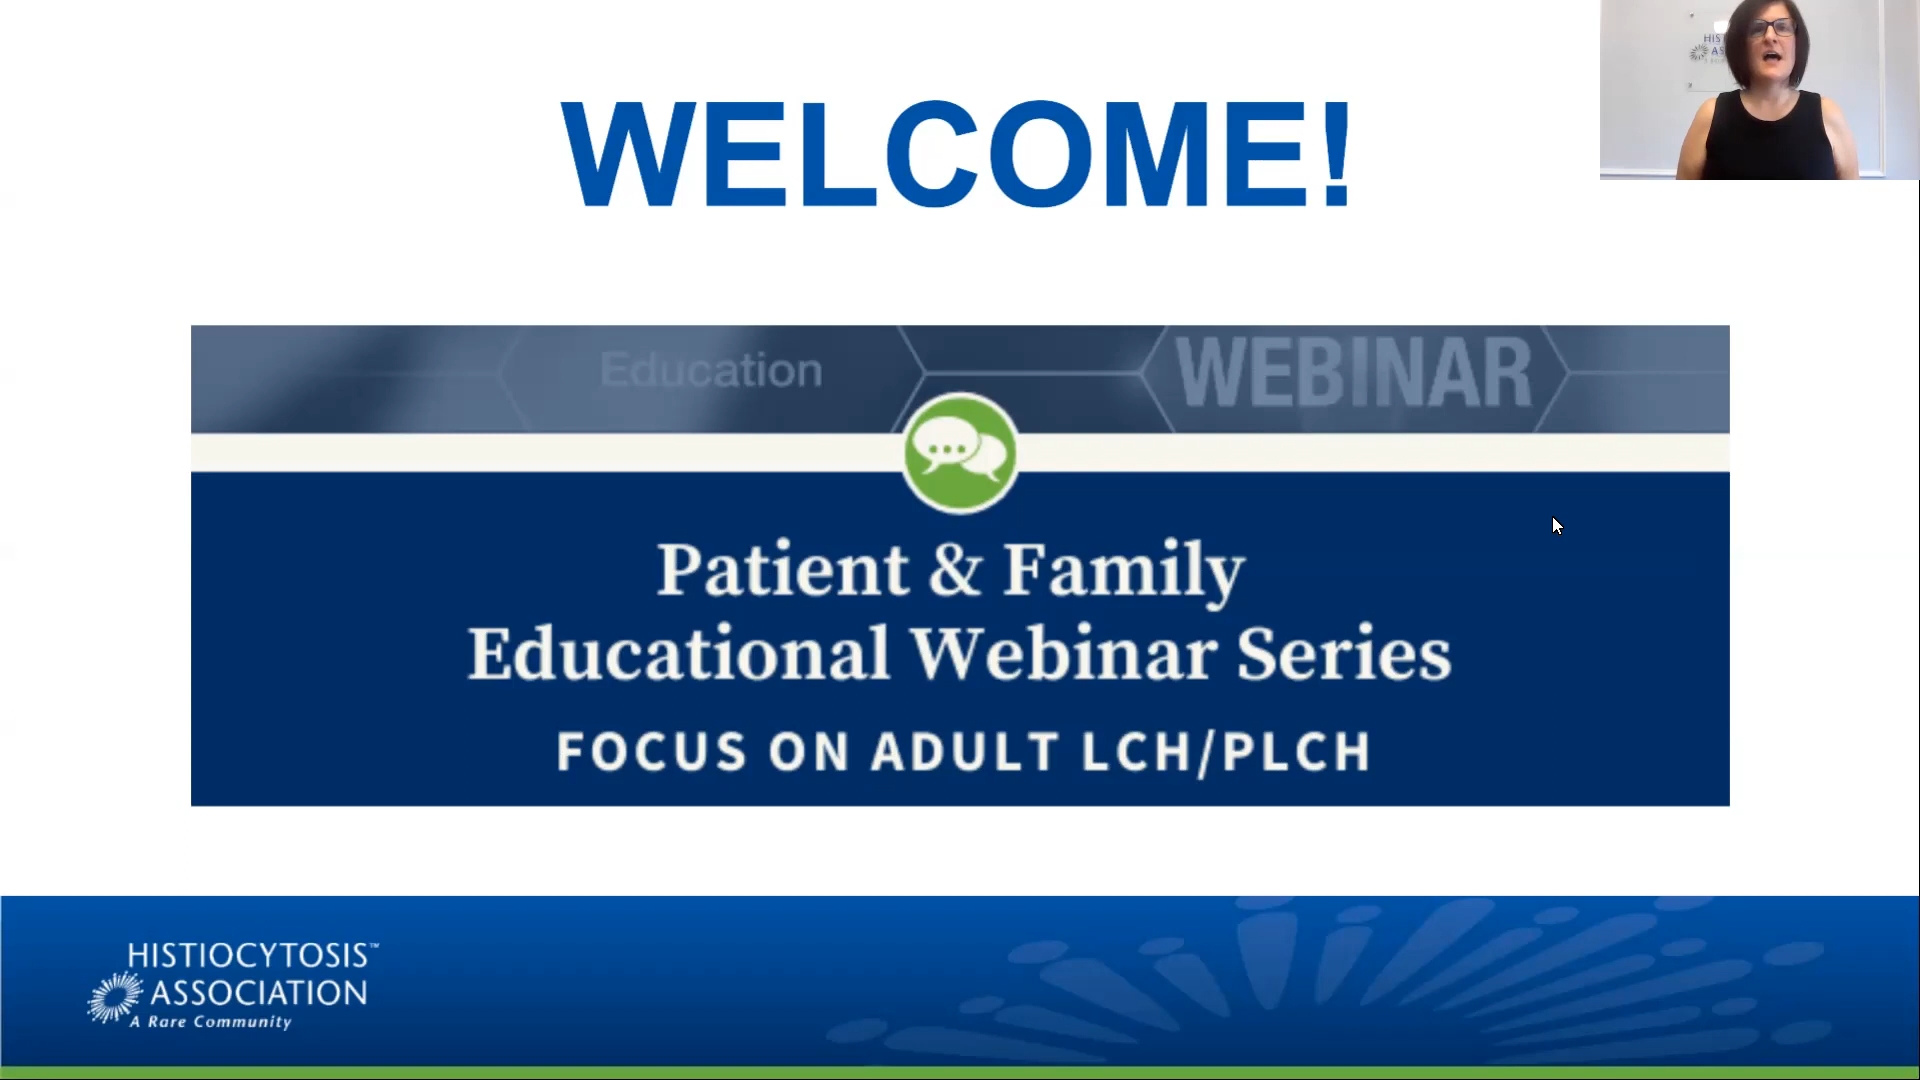 WELCOME!
Education
WEBINAR
Patient & Family
Educational Webinar Series
FOCUS ON ADULT LCH/PLCH
HISTIOCYTOSIS™
ASSOCIATION
A Rare Community